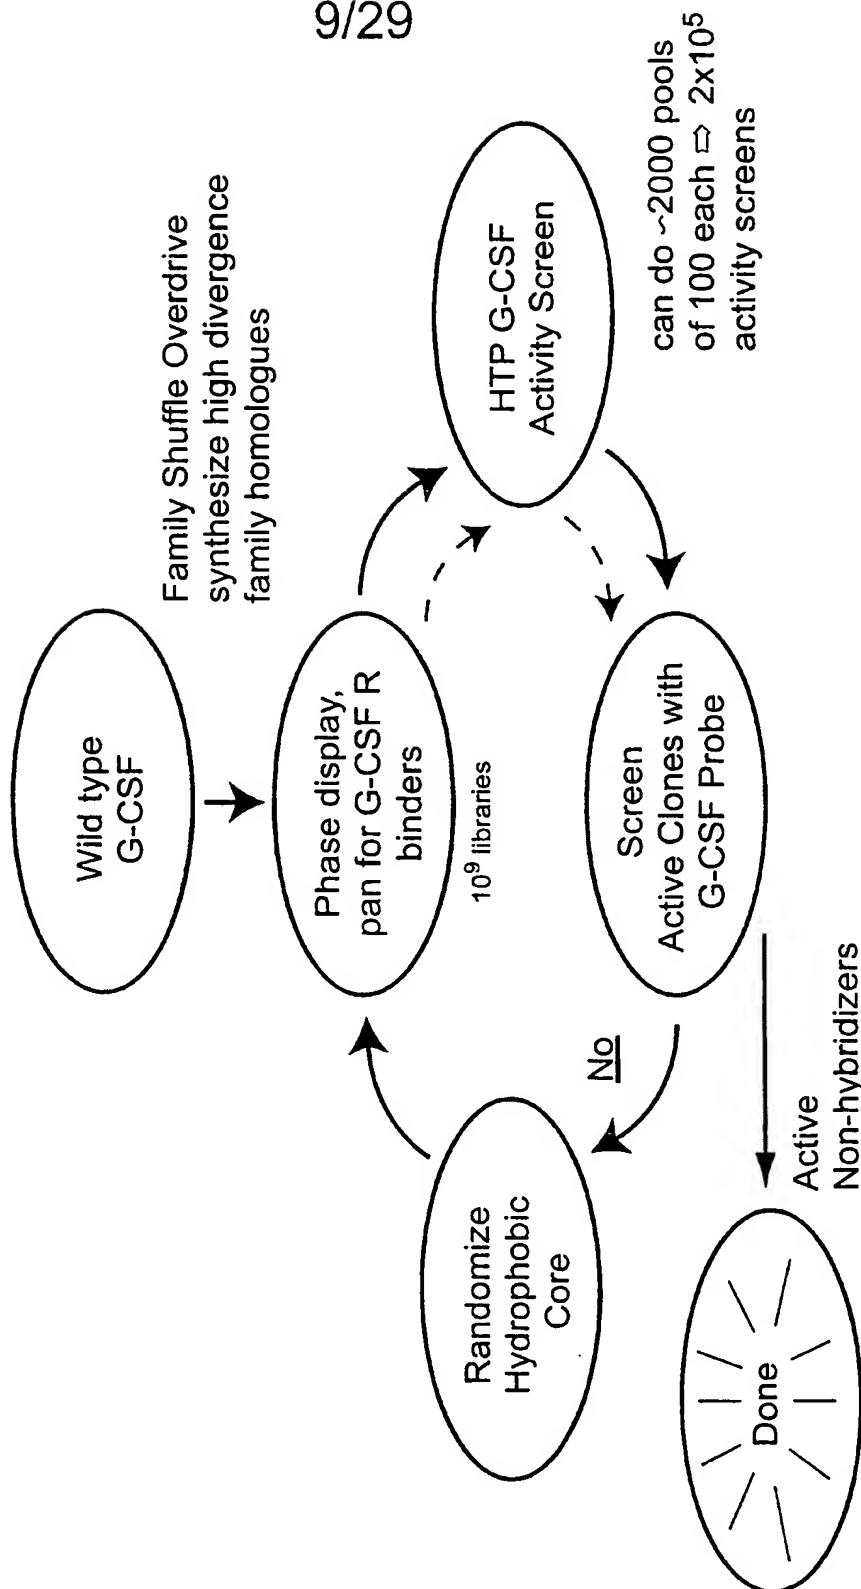 9/29
Wild type
G-CSF
Family Shuffle Overdrive
synthesize high divergence
family homologues
Phase display,
pan for G-CSF R
binders
10⁹ libraries
HTP G-CSF
Activity Screen
can do ~2000 pools
of 100 each ⇨ 2x10⁵
activity screens
Screen
Active Clones with
G-CSF Probe
No
Randomize
Hydrophobic
Core
Active
Non-hybridizers
Done